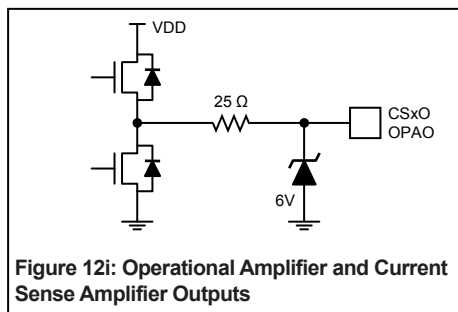 VDD
25 Ω
CSxO
OPAO
6V
Figure 12i: Operational Amplifier and Current
Sense Amplifier Outputs